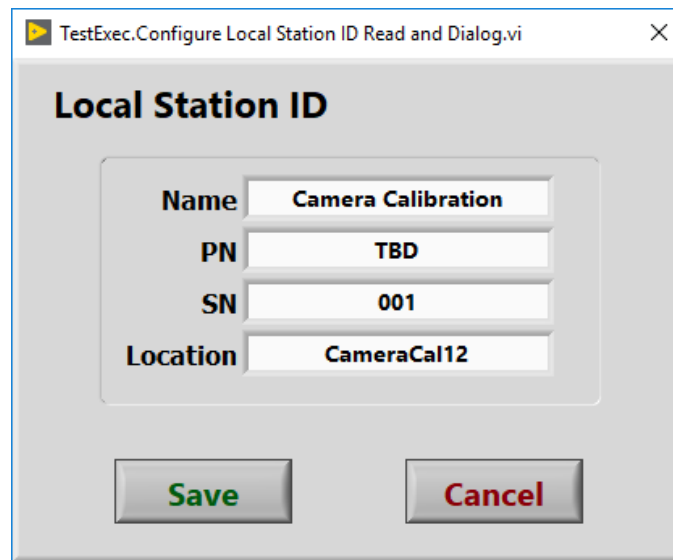 TestExec.Configure Local Station ID Read and Dialog.vi
Local Station ID
Name Camera Calibration
PN TBD
SN 001
Location CameraCal12
Save Cancel